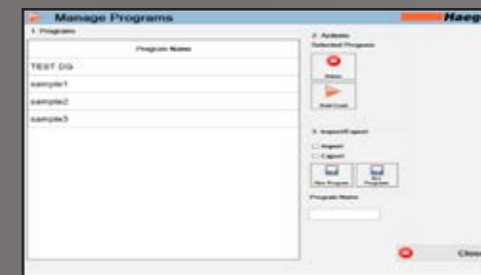 Manage Programs
Haeg
1. Programs
Program Name
TEST DG
sample1
sample2
sample3
2. Actions
Selected Program
3. Import/Export
Import
Export
Program Name
Close